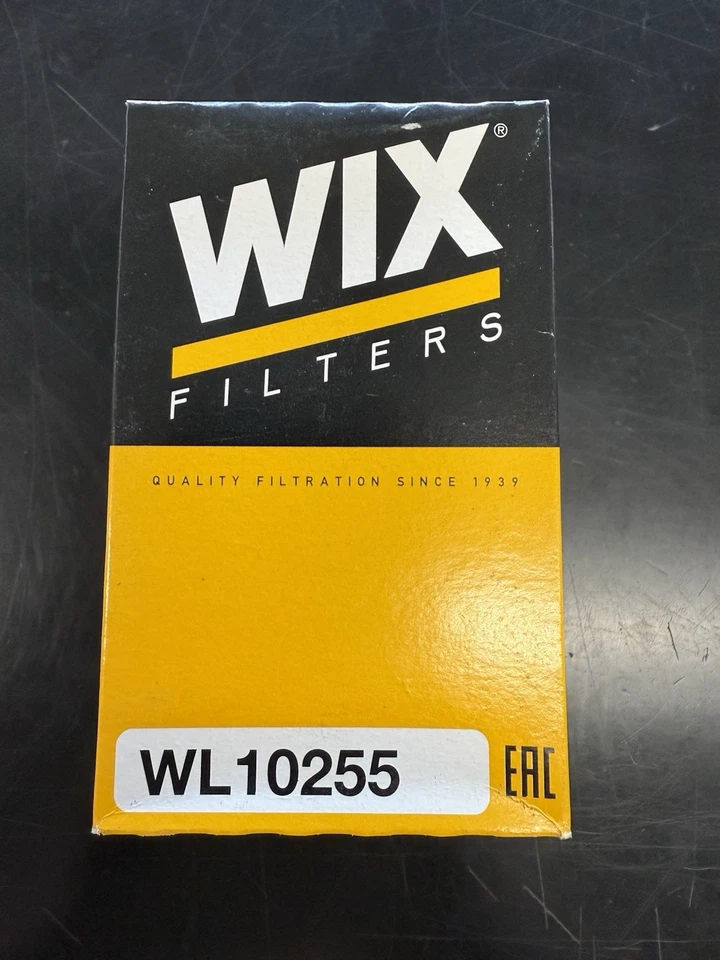 WIX®
FILTERS
QUALITY FILTRATION SINCE 1939
WL10255
EAC